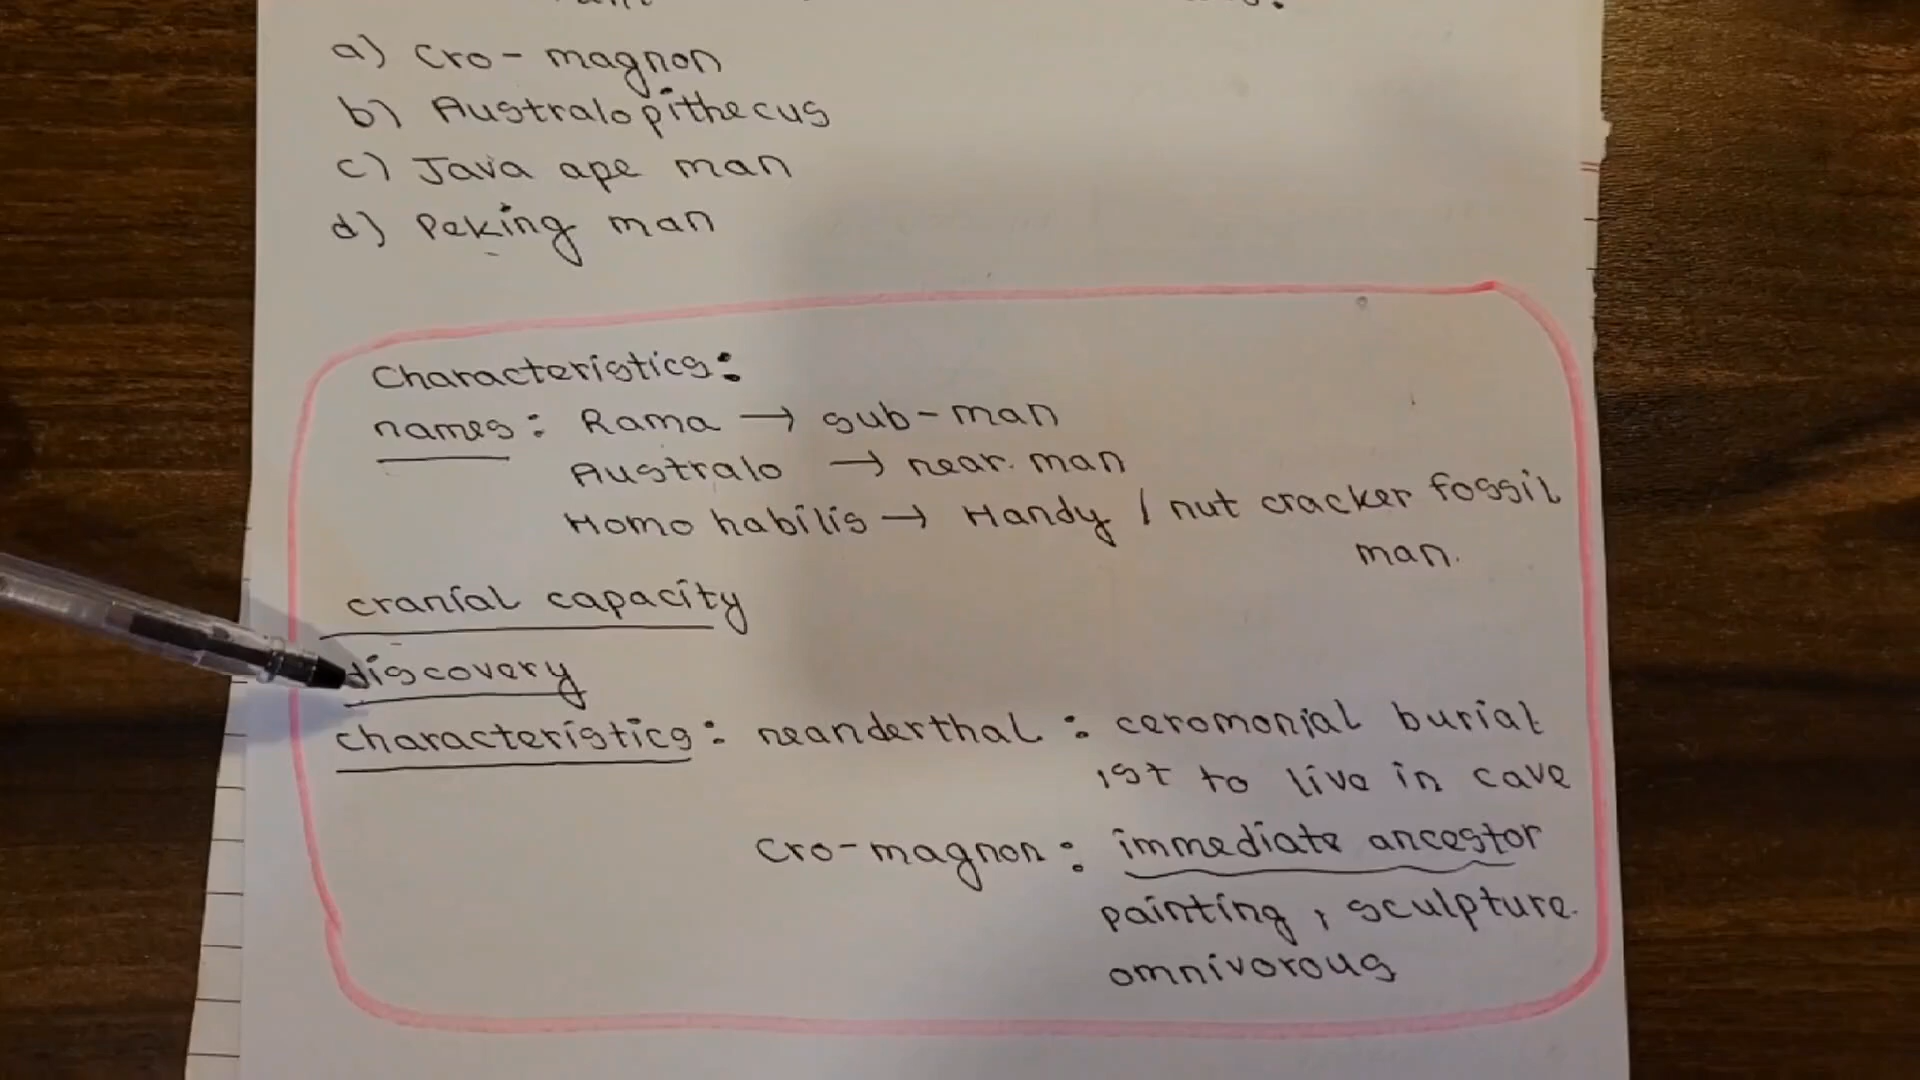 a) Cro-magnon
b) Australopithecus
c) Java ape man
d) Peking man
Characteristics:
names: Rama → sub-man
Australo → near man
Homo habilis → Handy / nut cracker fossil
man.
cranial capacity
discovery
characteristics: neanderthal: ceromonial burial
1st to live in cave
cro-magnon: immediate ancestor
painting, sculpture.
omnivorous